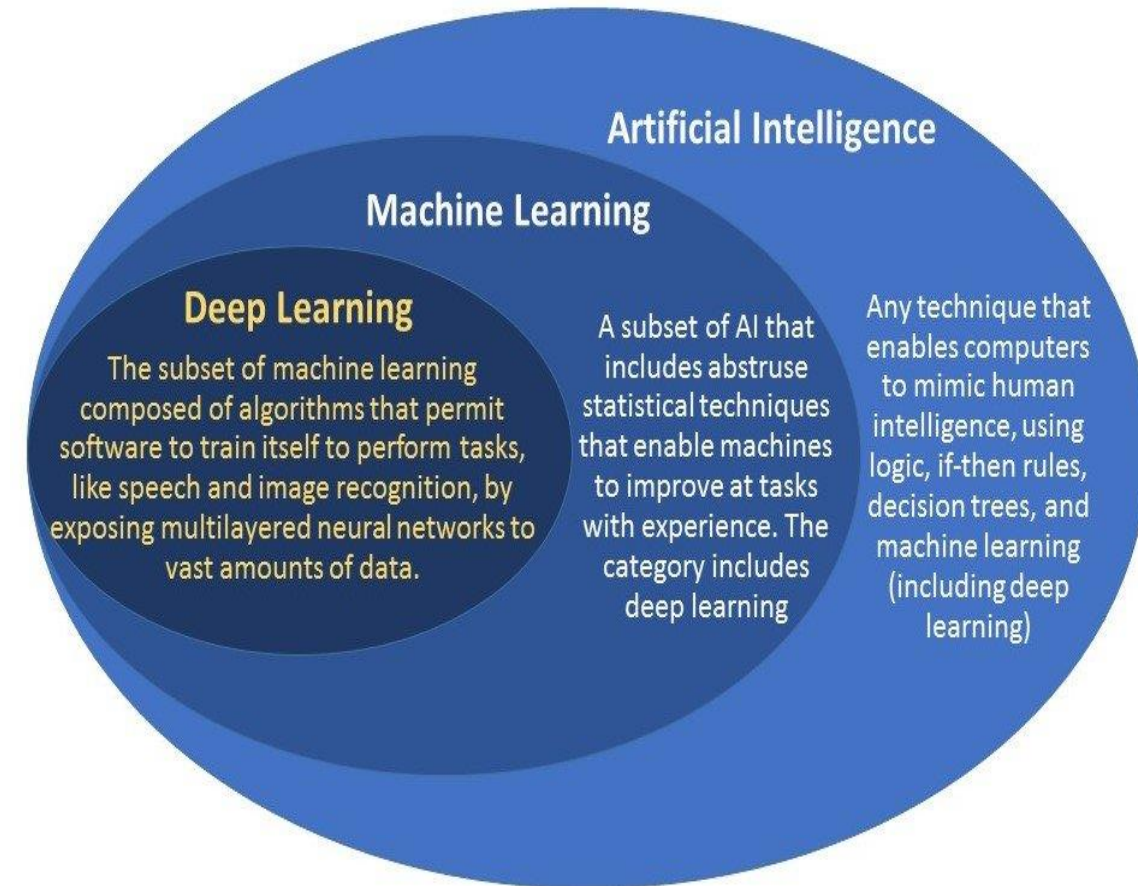 Artificial Intelligence
Machine Learning
Deep Learning
The subset of machine learning
composed of algorithms that permit
software to train itself to perform tasks,
like speech and image recognition, by
exposing multilayered neural networks to
vast amounts of data.
A subset of AI that
includes abstruse
statistical techniques
that enable machines
to improve at tasks
with experience. The
category includes
deep learning
Any technique that
enables computers
to mimic human
intelligence, using
logic, if-then rules,
decision trees, and
machine learning
(including deep
learning)